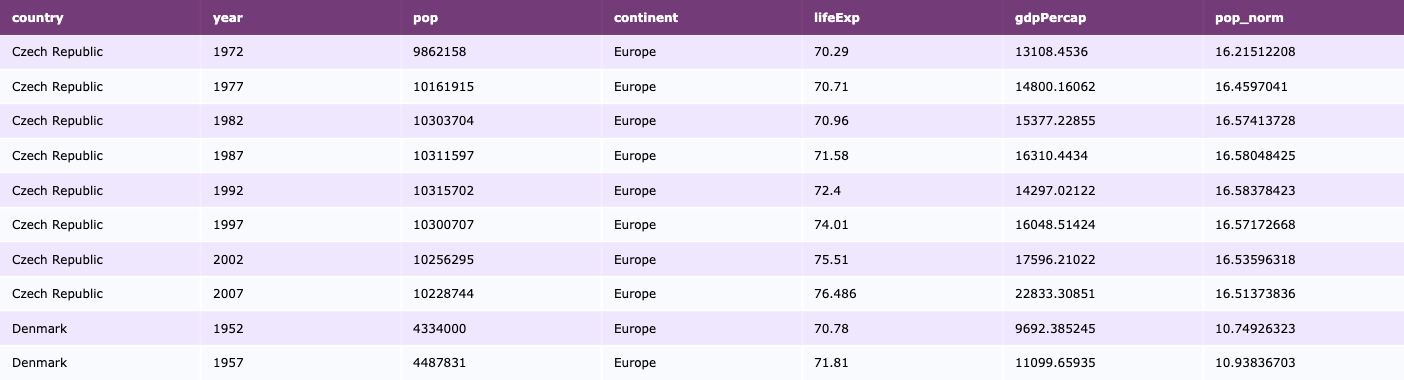 country year pop continent lifeExp gdpPercap pop_norm
Czech Republic 1972 9862158 Europe 70.29 13108.4536 16.21512208
Czech Republic 1977 10161915 Europe 70.71 14800.16062 16.4597041
Czech Republic 1982 10303704 Europe 70.96 15377.22855 16.57413728
Czech Republic 1987 10311597 Europe 71.58 16310.4434 16.58048425
Czech Republic 1992 10315702 Europe 72.4 14297.02122 16.58378423
Czech Republic 1997 10300707 Europe 74.01 16048.51424 16.57172668
Czech Republic 2002 10256295 Europe 75.51 17596.21022 16.53596318
Czech Republic 2007 10228744 Europe 76.486 22833.30851 16.51373836
Denmark 1952 4334000 Europe 70.78 9692.385245 10.74926323
Denmark 1957 4487831 Europe 71.81 11099.65935 10.93836703